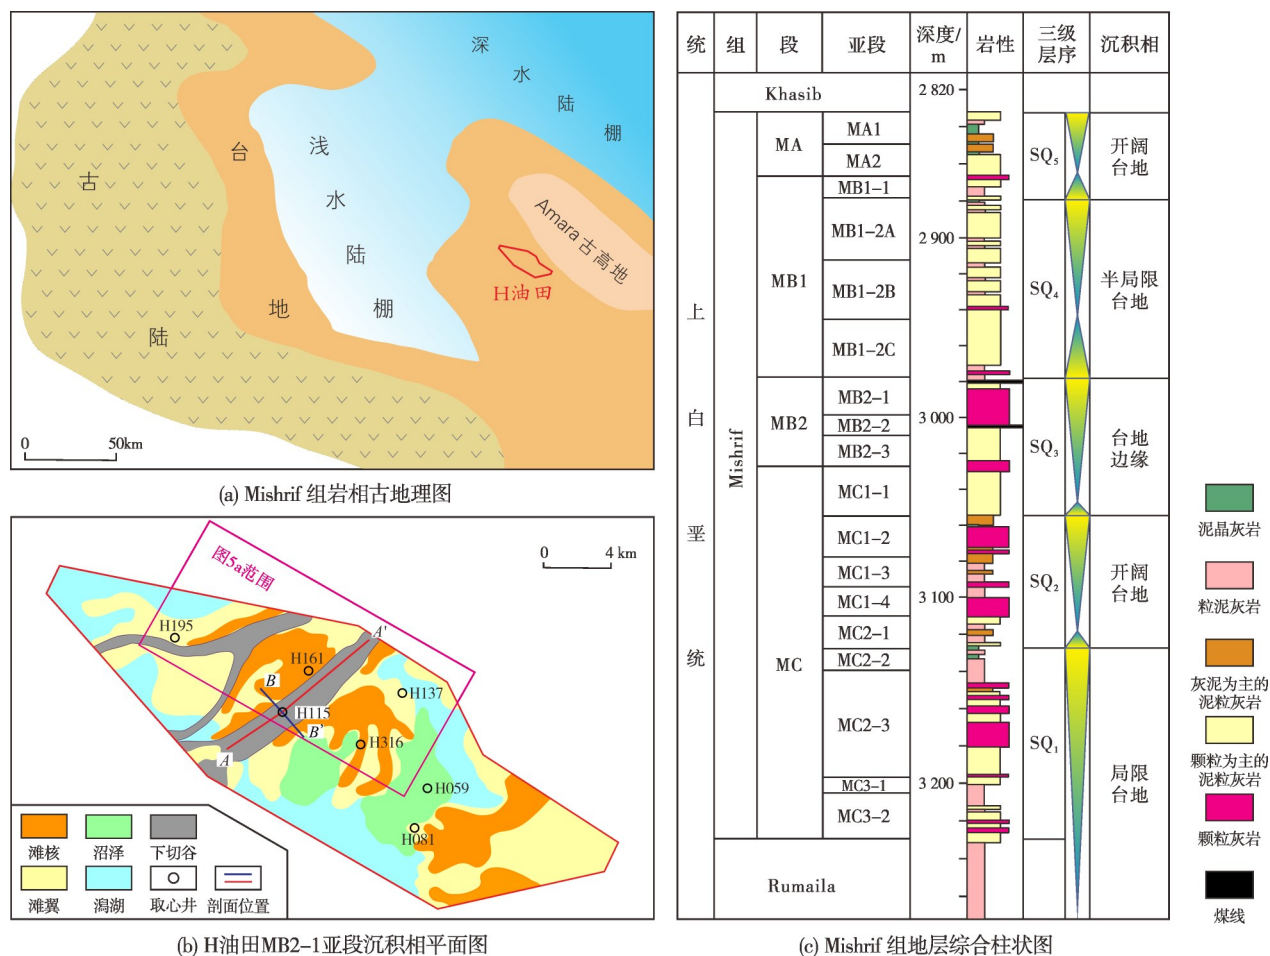 深
水
陆
棚
浅
水
陆
棚
台
地
古
陆
Amara古高地
H油田
0
50km
(a) Mishrif 组岩相古地理图
图5a范围
0
4 km
H195
A'
H161
B
H137
H115
B'
H316
A
H059
H081
滩核
沼泽
下切谷
滩翼
潟湖
取心井
剖面位置
(b) H油田MB2-1亚段沉积相平面图
统
组
段
亚段
深度/
m
岩性
三级
层序
沉积相
上
白
垩
统
Khasib
Mishrif
Rumaila
MA
MB1
MB2
MC
MA1
MA2
MB1-1
MB1-2A
MB1-2B
MB1-2C
MB2-1
MB2-2
MB2-3
MC1-1
MC1-2
MC1-3
MC1-4
MC2-1
MC2-2
MC2-3
MC3-1
MC3-2
2 820
2 900
3 000
3 100
3 200
SQ5
SQ4
SQ3
SQ2
SQ1
开阔
台地
半局限
台地
台地
边缘
开阔
台地
局限
台地
泥晶灰岩
粒泥灰岩
灰泥为主的
泥粒灰岩
颗粒为主的
泥粒灰岩
颗粒灰岩
煤线
(c) Mishrif 组地层综合柱状图